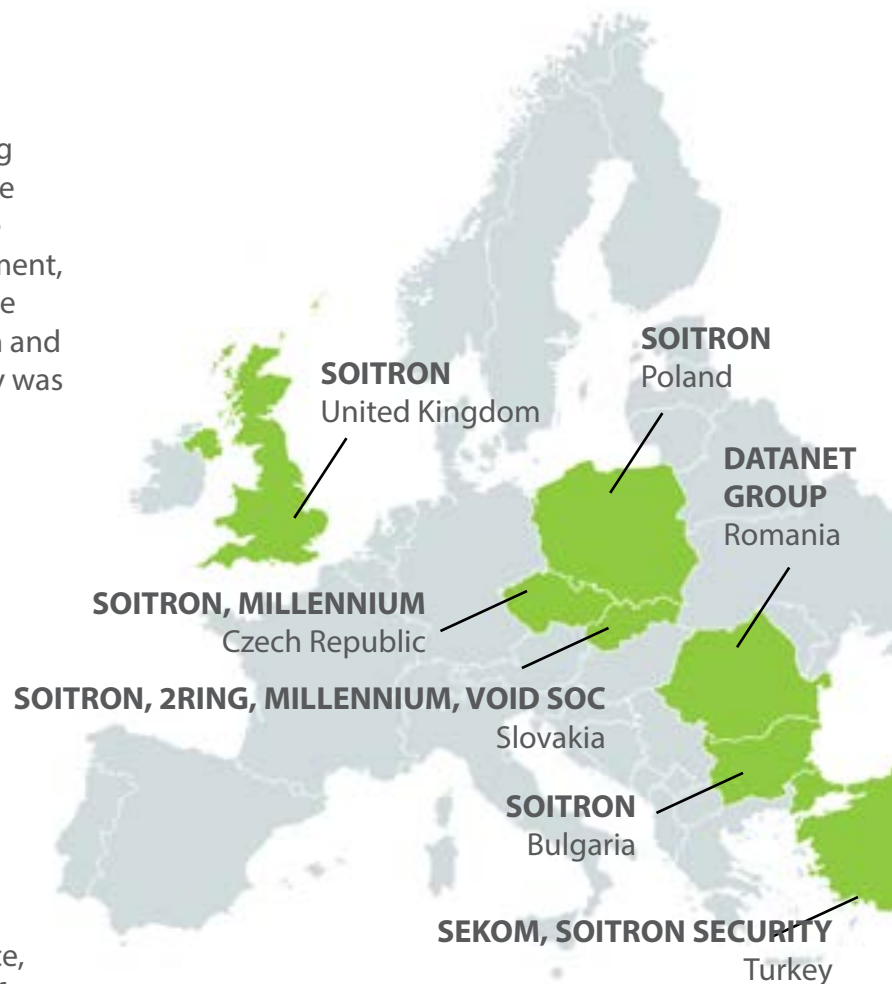 SOITRON
United Kingdom
SOITRON
Poland
DATANET
GROUP
Romania
SOITRON, MILLENNIUM
Czech Republic
SOITRON, 2RING, MILLENNIUM, VOID SOC
Slovakia
SOITRON
Bulgaria
SEKOM, SOITRON SECURITY
Turkey